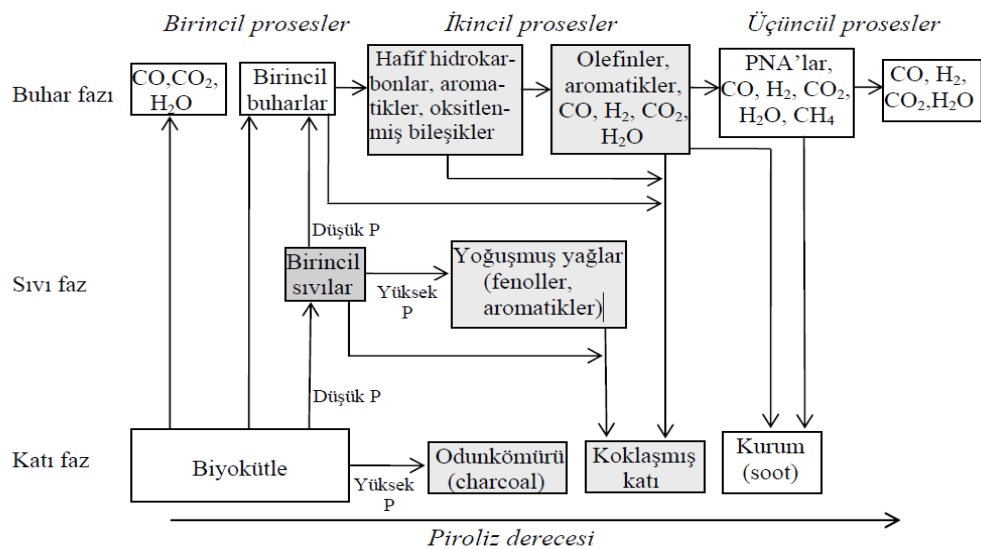 Birincil prosesler
İkincil prosesler
Üçüncül prosesler
Buhar fazı
CO,CO₂,
H₂O
Birincil
buharlar
Hafif hidrokar-
bonlar, aroma-
tikler, oksitlen-
miş bileşikler
Olefinler,
aromatikler,
CO, H₂, CO₂,
H₂O
PNA’lar,
CO, H₂, CO₂,
H₂O, CH₄
CO, H₂,
CO₂,H₂O
Düşük P
Sıvı faz
Birincil
sıvılar
Yüksek
P
Yoğuşmuş yağlar
(fenoller,
aromatikler)
Düşük P
Katı faz
Biyokütle
Yüksek
P
Odunkömürü
(charcoal)
Koklaşmış
katı
Kurum
(soot)
Piroliz derecesi